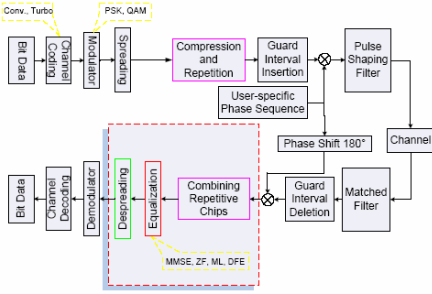 Conv., Turbo
PSK, QAM
Bit Data
Channel
Coding
Modulator
Spreading
Compression
and
Repetition
Guard
Interval
Insertion
Pulse
Shaping
Filter
User-specific
Phase Sequence
Phase Shift 180°
Channel
Bit Data
Channel
Decoding
Demodulator
Despreading
Equalization
Combining
Repetitive
Chips
Guard
Interval
Deletion
Matched
Filter
MMSE, ZF, ML, DFE